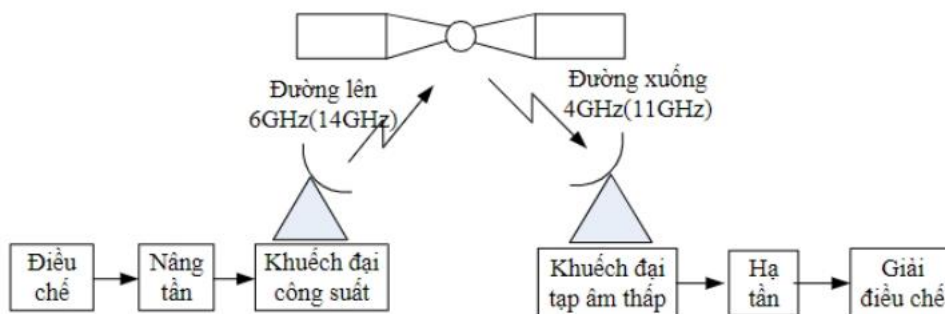 Đường lên
6GHz(14GHz)
Đường xuống
4GHz(11GHz)
Điều
chế
Nâng
tần
Khuếch đại
công suất
Khuếch đại
tạp âm thấp
Hạ
tần
Giải
điều chế